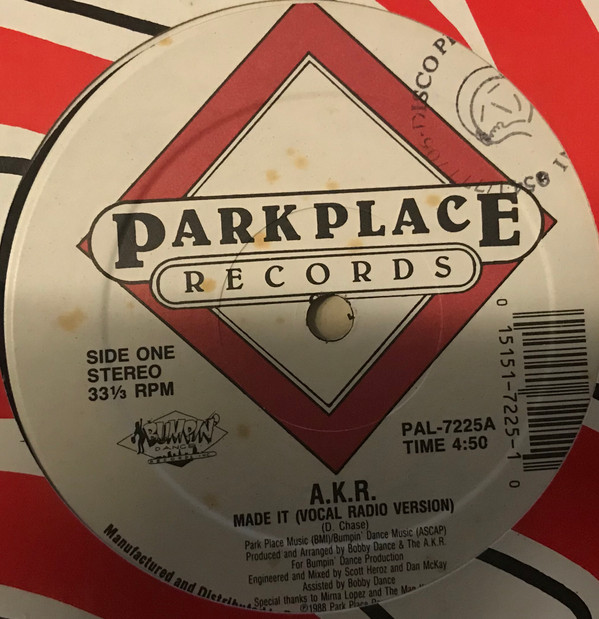 PARK PLACE
RECORDS
SIDE ONE
STEREO
33⅓ RPM
BUMPIN'
DANCE
RECORDS
0 15151-7225-1 0
PAL-7225A
TIME 4:50
A.K.R.
MADE IT (VOCAL RADIO VERSION)
(D. Chase)
Park Place Music (BMI)/Bumpin' Dance Music (ASCAP)
Produced and Arranged by Bobby Dance & The A.K.R.
For Bumpin' Dance Production
Engineered and Mixed by Scott Heroz and Dan McKay
Assisted by Bobby Dance
Special thanks to Mirna Lopez and The Man
℗1988 Park Place
Manufactured and
DISCO